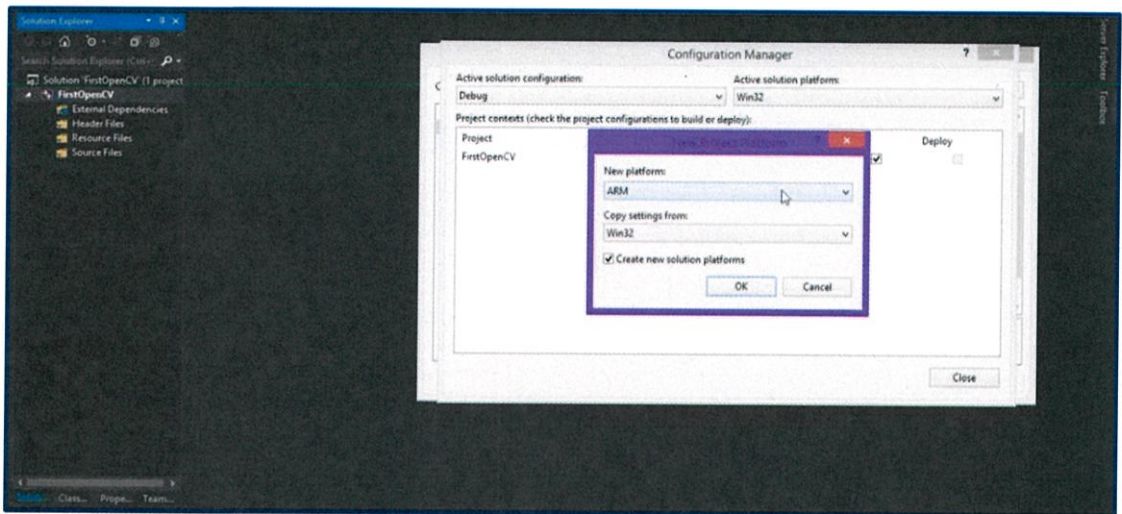 Solution Explorer
Search Solution Explorer (Ctrl+
Solution 'FirstOpenCV' (1 project
FirstOpenCV
External Dependencies
Header Files
Resource Files
Source Files
Class... Prope... Team...
Configuration Manager
?
Active solution configuration:
Active solution platform:
Debug
Win32
Project contexts (check the project configurations to build or deploy):
Project
Deploy
FirstOpenCV
New Project Platform
New platform:
ARM
Copy settings from:
Win32
Create new solution platforms
OK Cancel
Close
Server Explorer
Toolbox